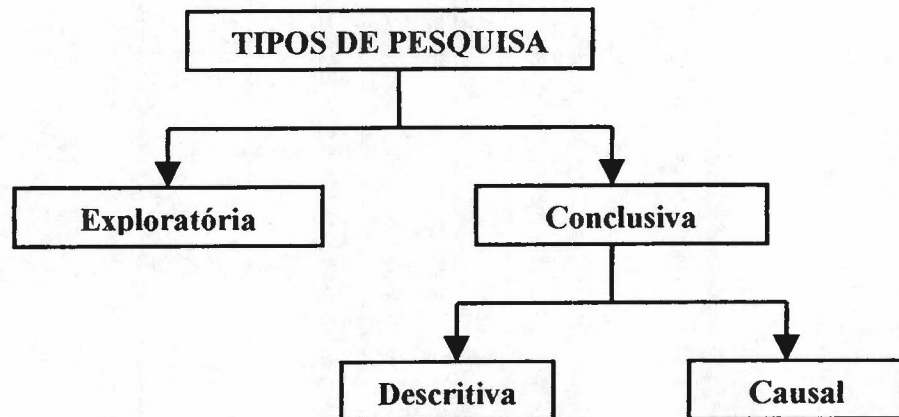 TIPOS DE PESQUISA
Exploratória
Conclusiva
Descritiva
Causal